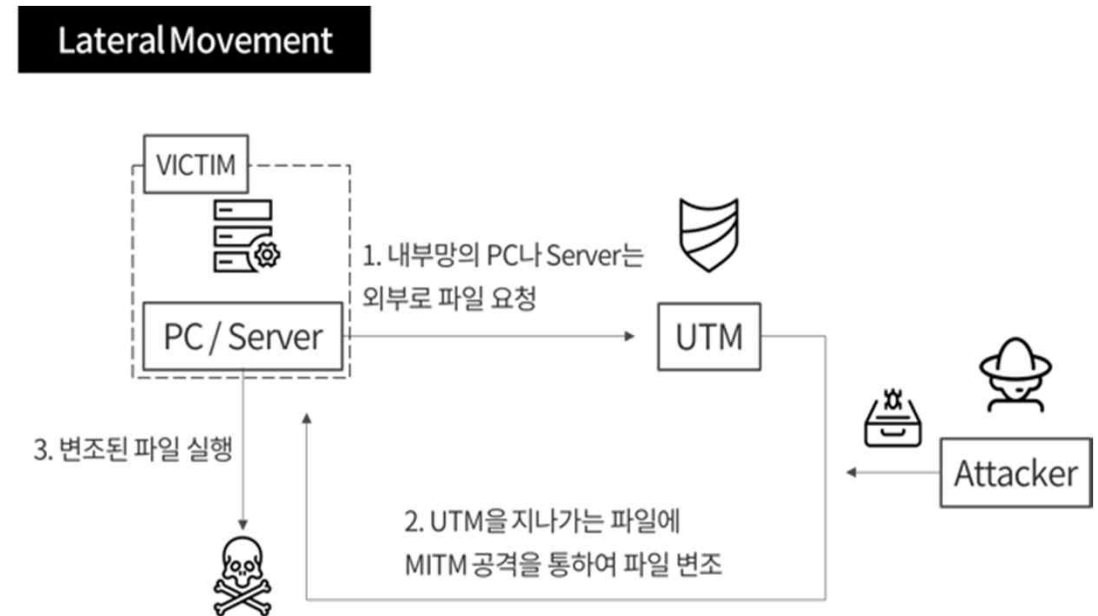 Lateral Movement
VICTIM
1. 내부망의 PC나 Server는
외부로 파일 요청
PC / Server
UTM
3. 변조된 파일 실행
Attacker
2. UTM을 지나가는 파일에
MITM 공격을 통하여 파일 변조